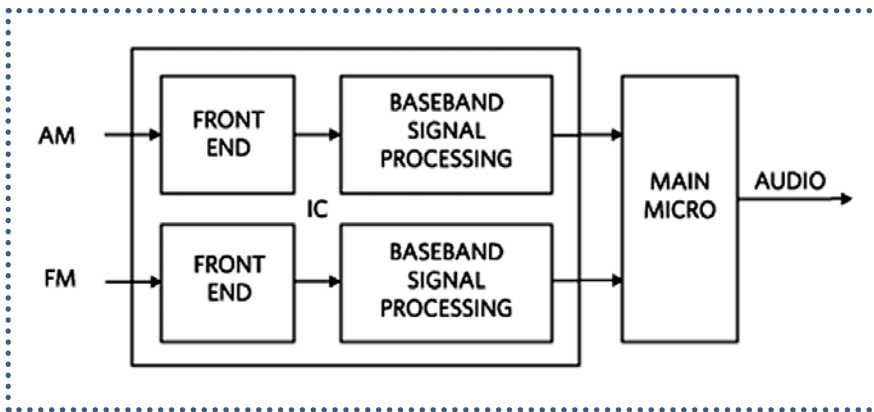 AM
FRONT
END
BASEBAND
SIGNAL
PROCESSING
IC
FM
FRONT
END
BASEBAND
SIGNAL
PROCESSING
MAIN
MICRO
AUDIO